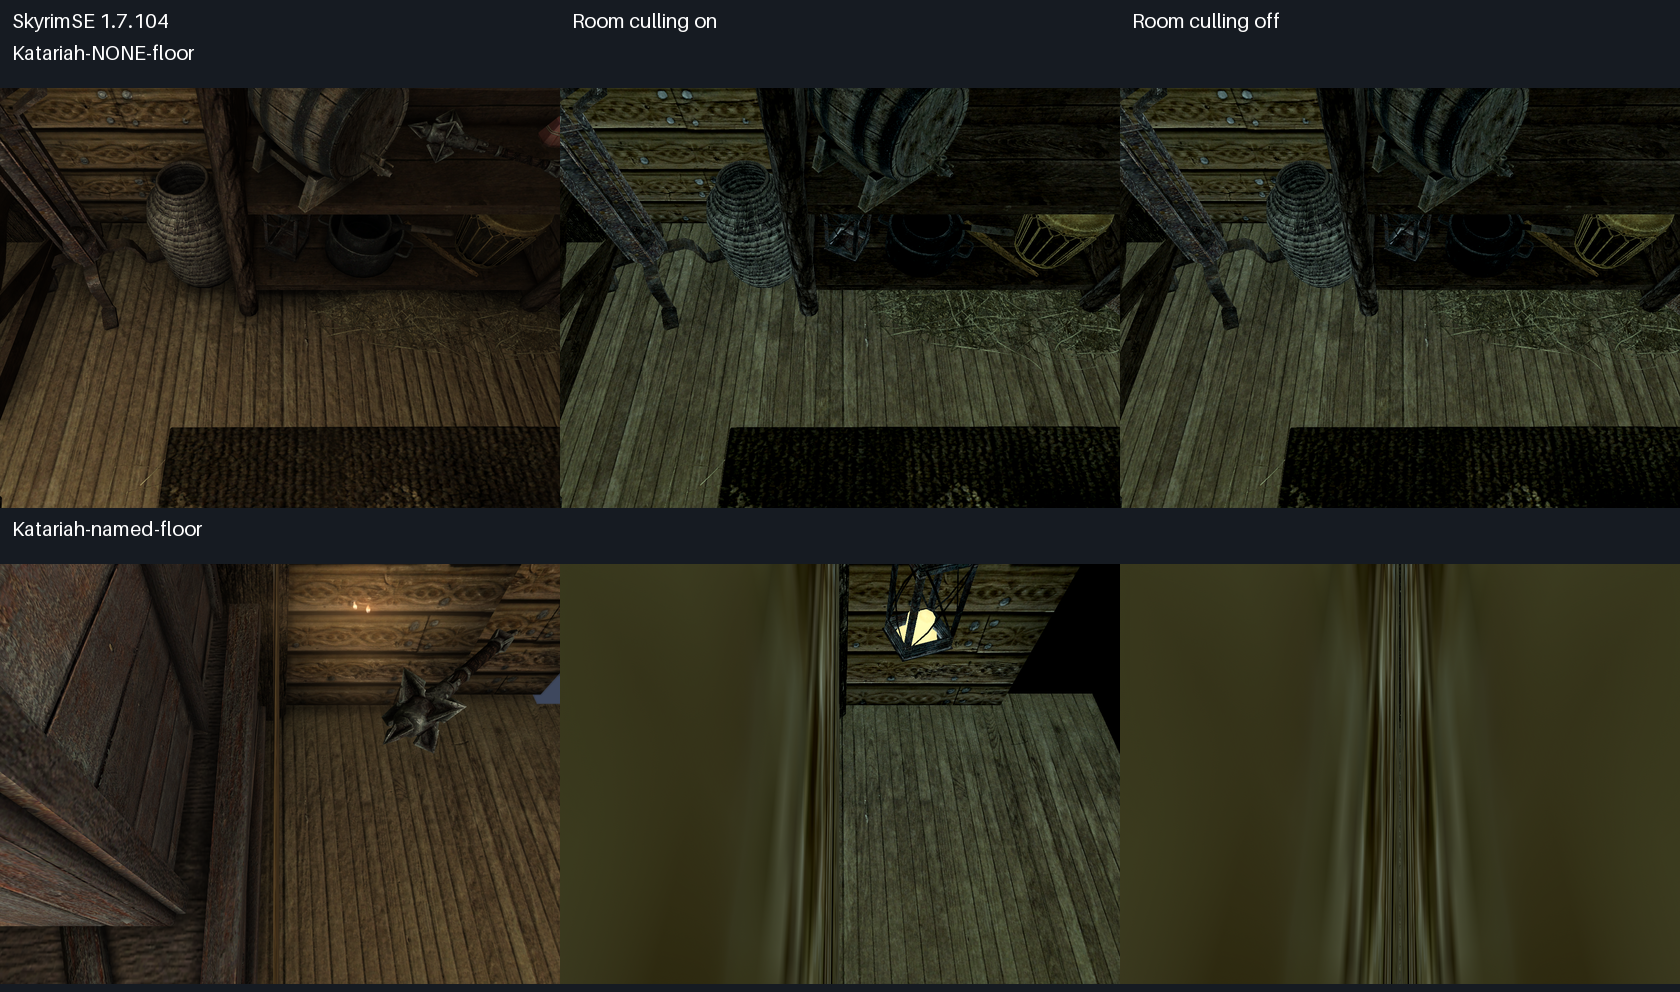 SkyrimSE 1.7.104
Katariah-NONE-floor
Room culling on
Room culling off
Katariah-named-floor